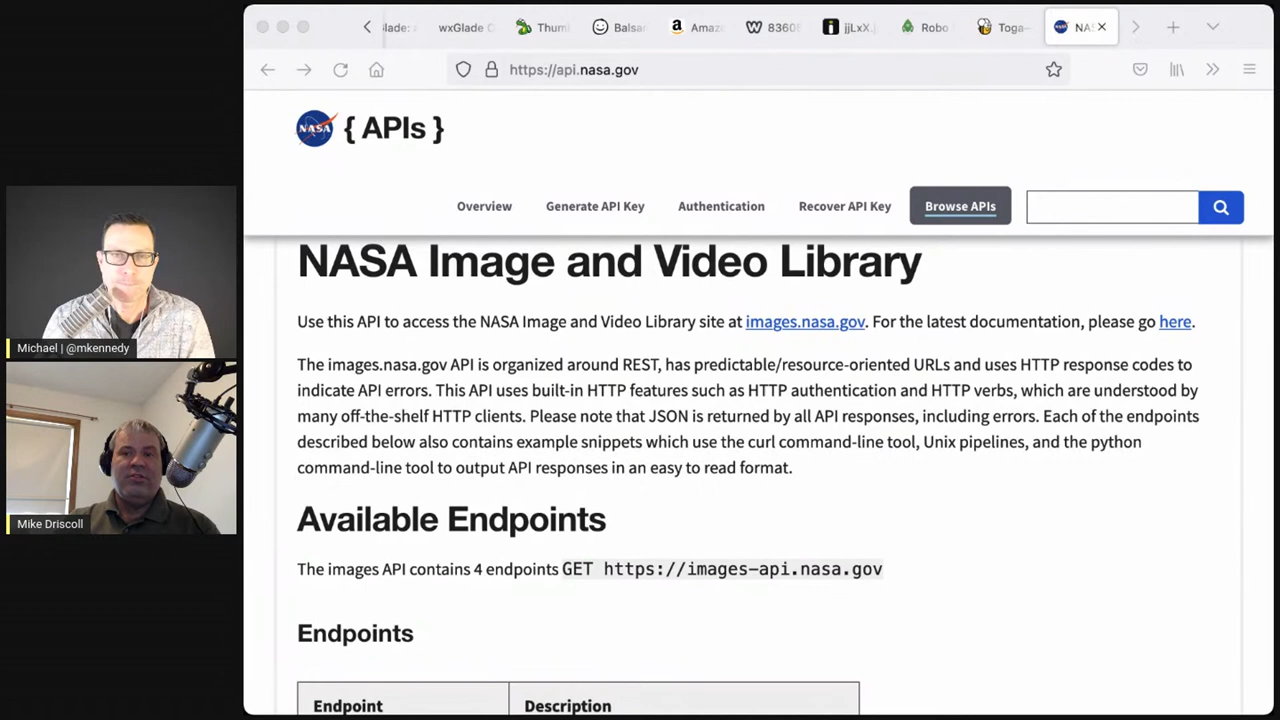 lade:
wxGlade
Thum
Balsar
Amaz
8360
jjLxX.j
Robo
Toga–
NAS
https://api.nasa.gov
NASA
{ APIs }
Overview
Generate API Key
Authentication
Recover API Key
Browse APIs
NASA Image and Video Library
Use this API to access the NASA Image and Video Library site at images.nasa.gov. For the latest documentation, please go here.
The images.nasa.gov API is organized around REST, has predictable/resource-oriented URLs and uses HTTP response codes to
indicate API errors. This API uses built-in HTTP features such as HTTP authentication and HTTP verbs, which are understood by
many off-the-shelf HTTP clients. Please note that JSON is returned by all API responses, including errors. Each of the endpoints
described below also contains example snippets which use the curl command-line tool, Unix pipelines, and the python
command-line tool to output API responses in an easy to read format.
Available Endpoints
The images API contains 4 endpoints GET https://images-api.nasa.gov
Endpoints
Endpoint
Description
Michael | @mkennedy
Mike Driscoll